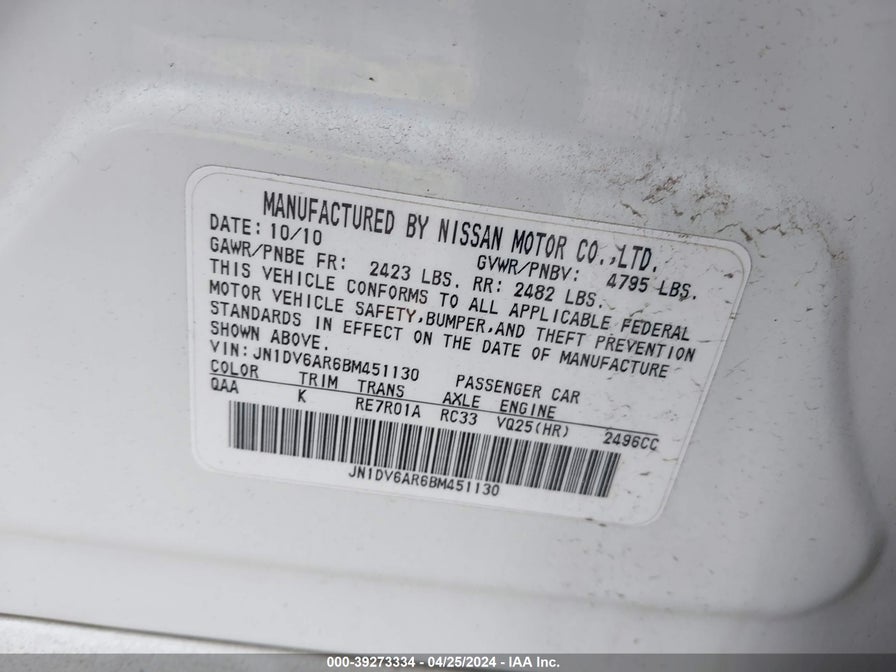 MANUFACTURED BY NISSAN MOTOR CO.,LTD.
DATE: 10/10 GVWR/PNBV: 4795 LBS.
GAWR/PNBE FR: 2423 LBS. RR: 2482 LBS.
THIS VEHICLE CONFORMS TO ALL APPLICABLE FEDERAL
MOTOR VEHICLE SAFETY,BUMPER,AND THEFT PREVENTION
STANDARDS IN EFFECT ON THE DATE OF MANUFACTURE
SHOWN ABOVE.
VIN: JN1DV6AR6BM451130 PASSENGER CAR
COLOR TRIM TRANS AXLE ENGINE
QAA K RE7R01A RC33 VQ25(HR) 2496CC
JN1DV6AR6BM451130
000-39273334 - 04/25/2024 - IAA Inc.